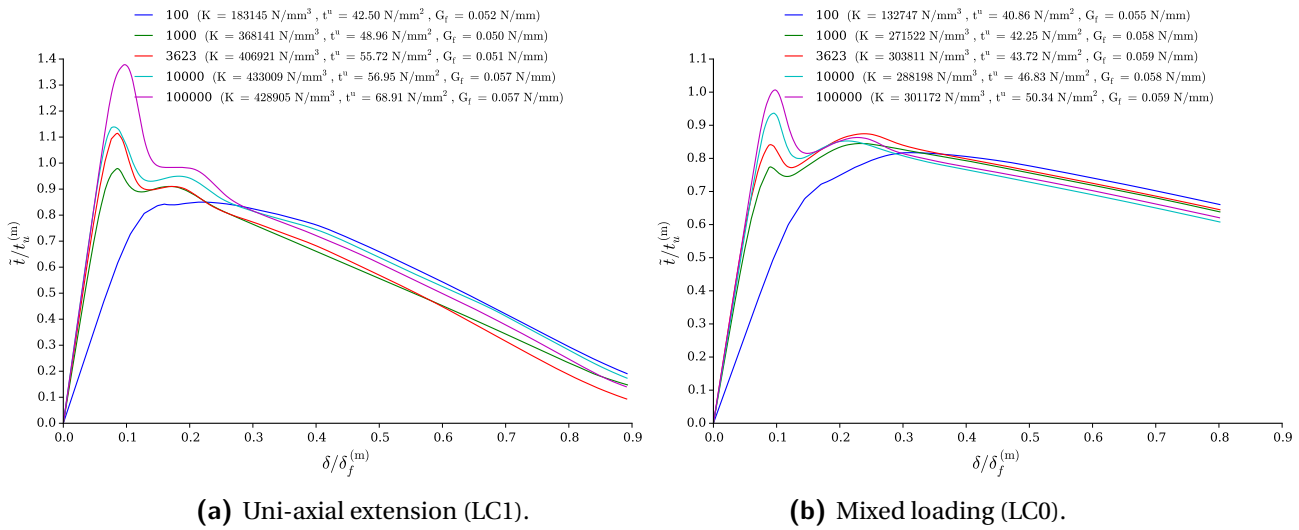 100 (K = 183145 N/mm³ , tᵘ = 42.50 N/mm² , G_f = 0.052 N/mm)
1000 (K = 368141 N/mm³ , tᵘ = 48.96 N/mm² , G_f = 0.050 N/mm)
3623 (K = 406921 N/mm³ , tᵘ = 55.72 N/mm² , G_f = 0.051 N/mm)
10000 (K = 433009 N/mm³ , tᵘ = 56.95 N/mm² , G_f = 0.057 N/mm)
100000 (K = 428905 N/mm³ , tᵘ = 68.91 N/mm² , G_f = 0.057 N/mm)
1.4
1.3
1.2
1.1
1.0
0.9
0.8
0.7
0.6
0.5
0.4
0.3
0.2
0.1
0.0
t̃/t_u^(m)
0.0 0.1 0.2 0.3 0.4 0.5 0.6 0.7 0.8 0.9
δ/δ_f^(m)
(a) Uni-axial extension (LC1).
100 (K = 132747 N/mm³ , tᵘ = 40.86 N/mm² , G_f = 0.055 N/mm)
1000 (K = 271522 N/mm³ , tᵘ = 42.25 N/mm² , G_f = 0.058 N/mm)
3623 (K = 303811 N/mm³ , tᵘ = 43.72 N/mm² , G_f = 0.059 N/mm)
10000 (K = 288198 N/mm³ , tᵘ = 46.83 N/mm² , G_f = 0.058 N/mm)
100000 (K = 301172 N/mm³ , tᵘ = 50.34 N/mm² , G_f = 0.059 N/mm)
1.1
1.0
0.9
0.8
0.7
0.6
0.5
0.4
0.3
0.2
0.1
0.0
t̃/t_u^(m)
0.0 0.1 0.2 0.3 0.4 0.5 0.6 0.7 0.8 0.9
δ/δ_f^(m)
(b) Mixed loading (LC0).